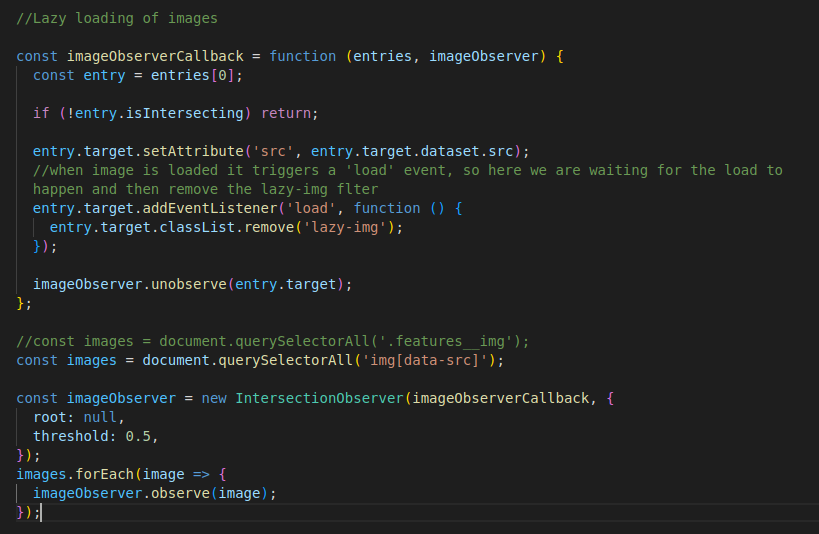 //Lazy loading of images
const imageObserverCallback = function (entries, imageObserver) {
const entry = entries[0];
if (!entry.isIntersecting) return;
entry.target.setAttribute('src', entry.target.dataset.src);
//when image is loaded it triggers a 'load' event, so here we are waiting for the load to
happen and then remove the lazy-img flter
entry.target.addEventListener('load', function () {
entry.target.classList.remove('lazy-img');
});
imageObserver.unobserve(entry.target);
};
//const images = document.querySelectorAll('.features__img');
const images = document.querySelectorAll('img[data-src]');
const imageObserver = new IntersectionObserver(imageObserverCallback, {
root: null,
threshold: 0.5,
});
images.forEach(image => {
imageObserver.observe(image);
});